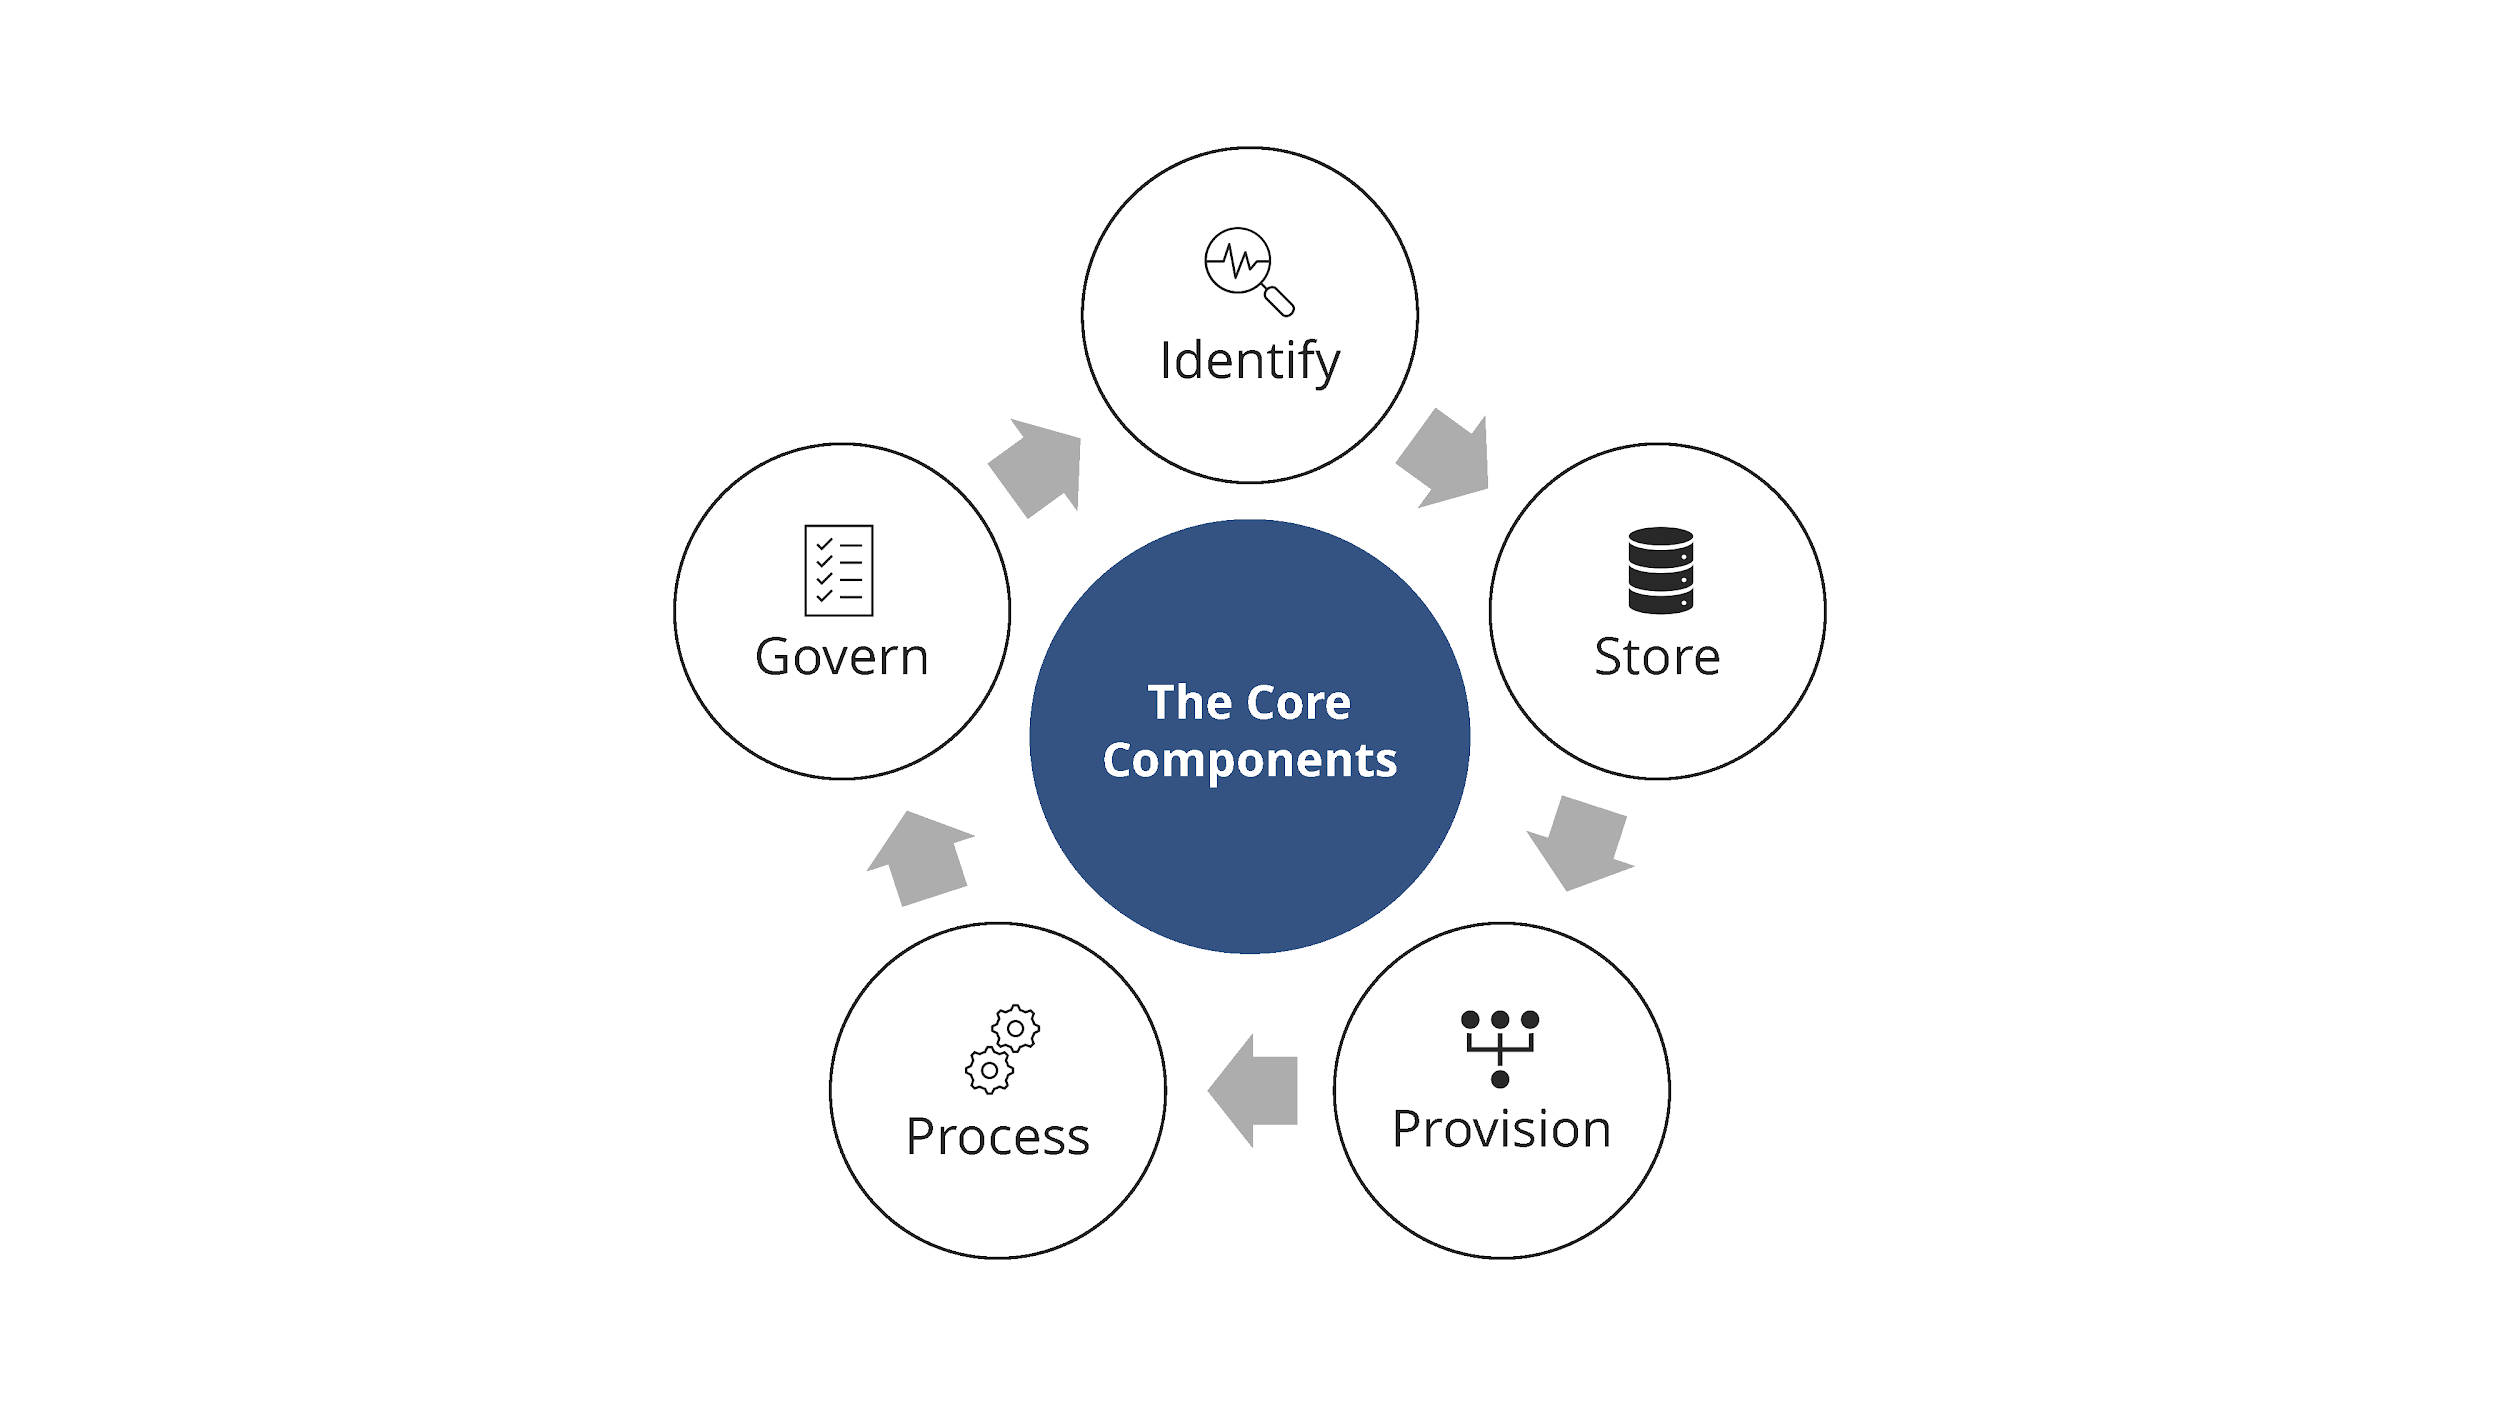 Identify
Store
Provision
Process
Govern
The Core
Components